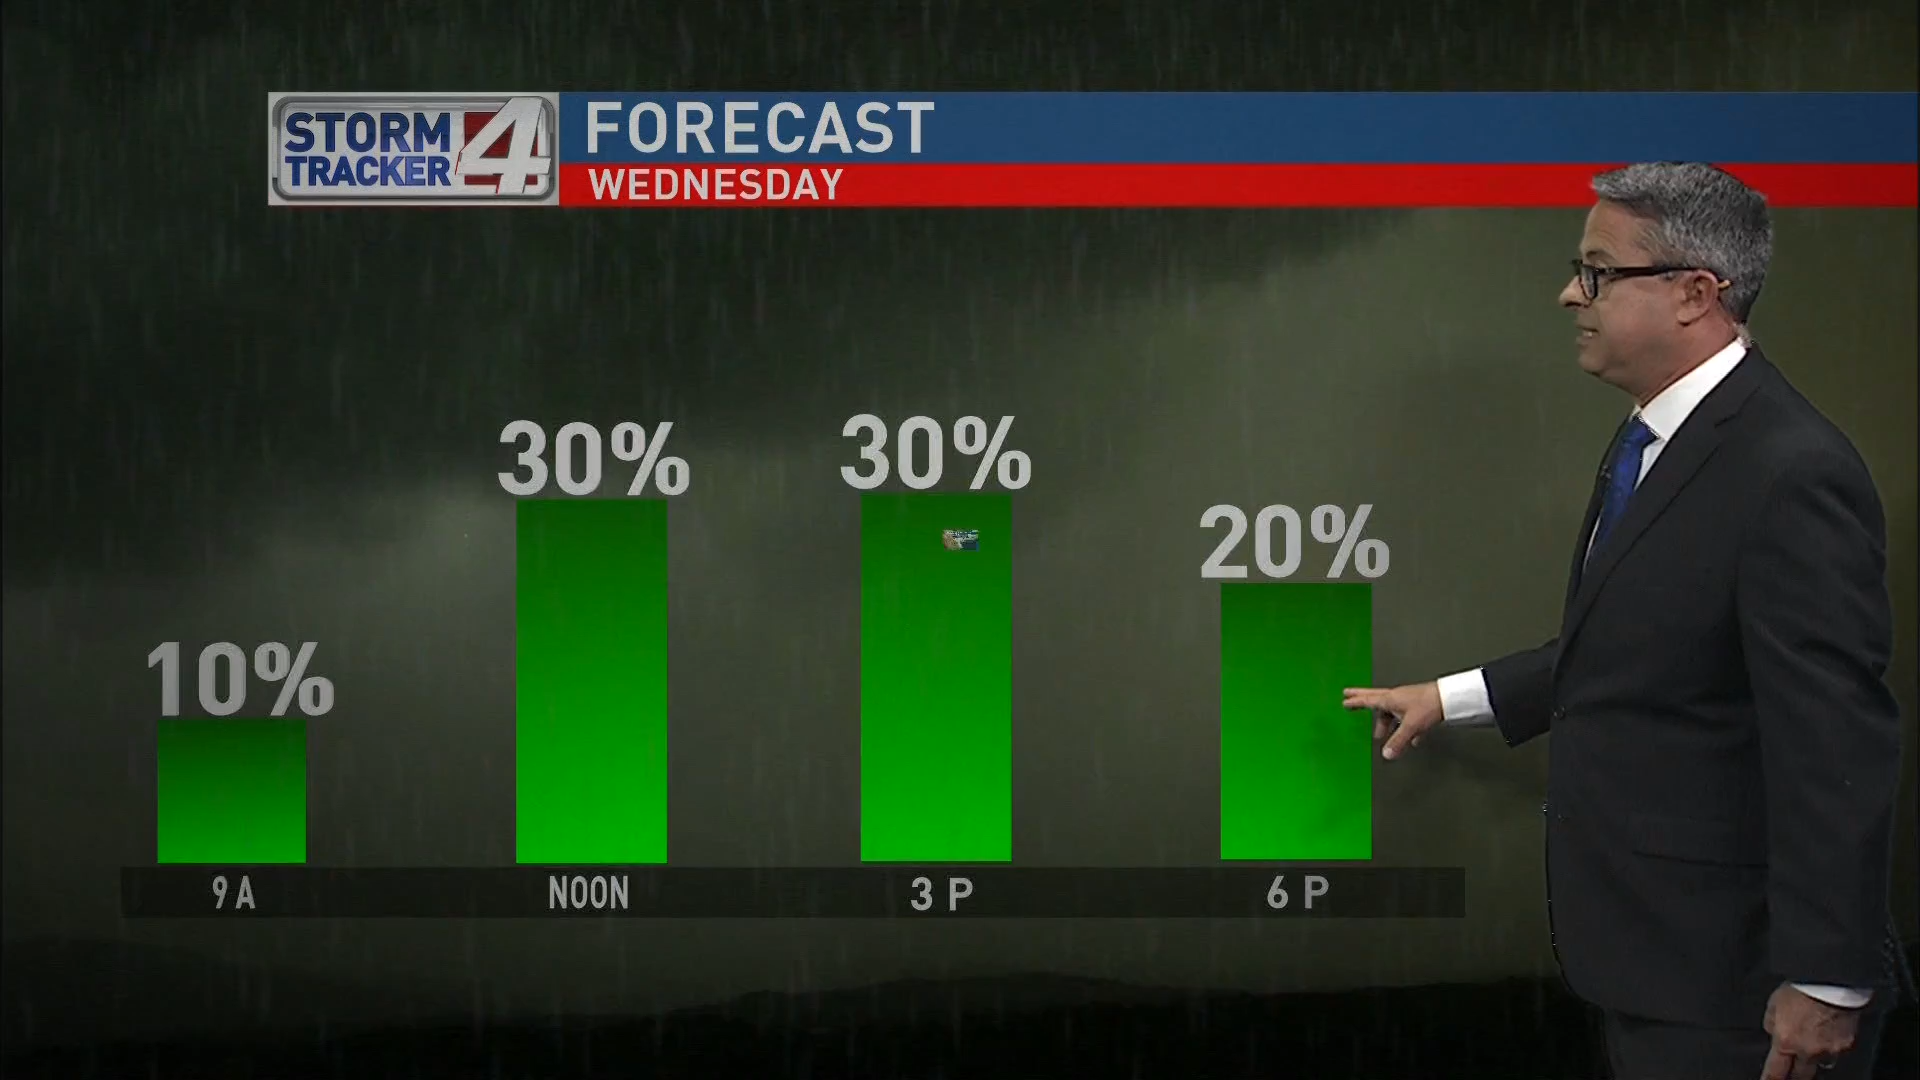 STORM
TRACKER 4
FORECAST
WEDNESDAY
10%
30%
30%
20%
9 A
NOON
3 P
6 P